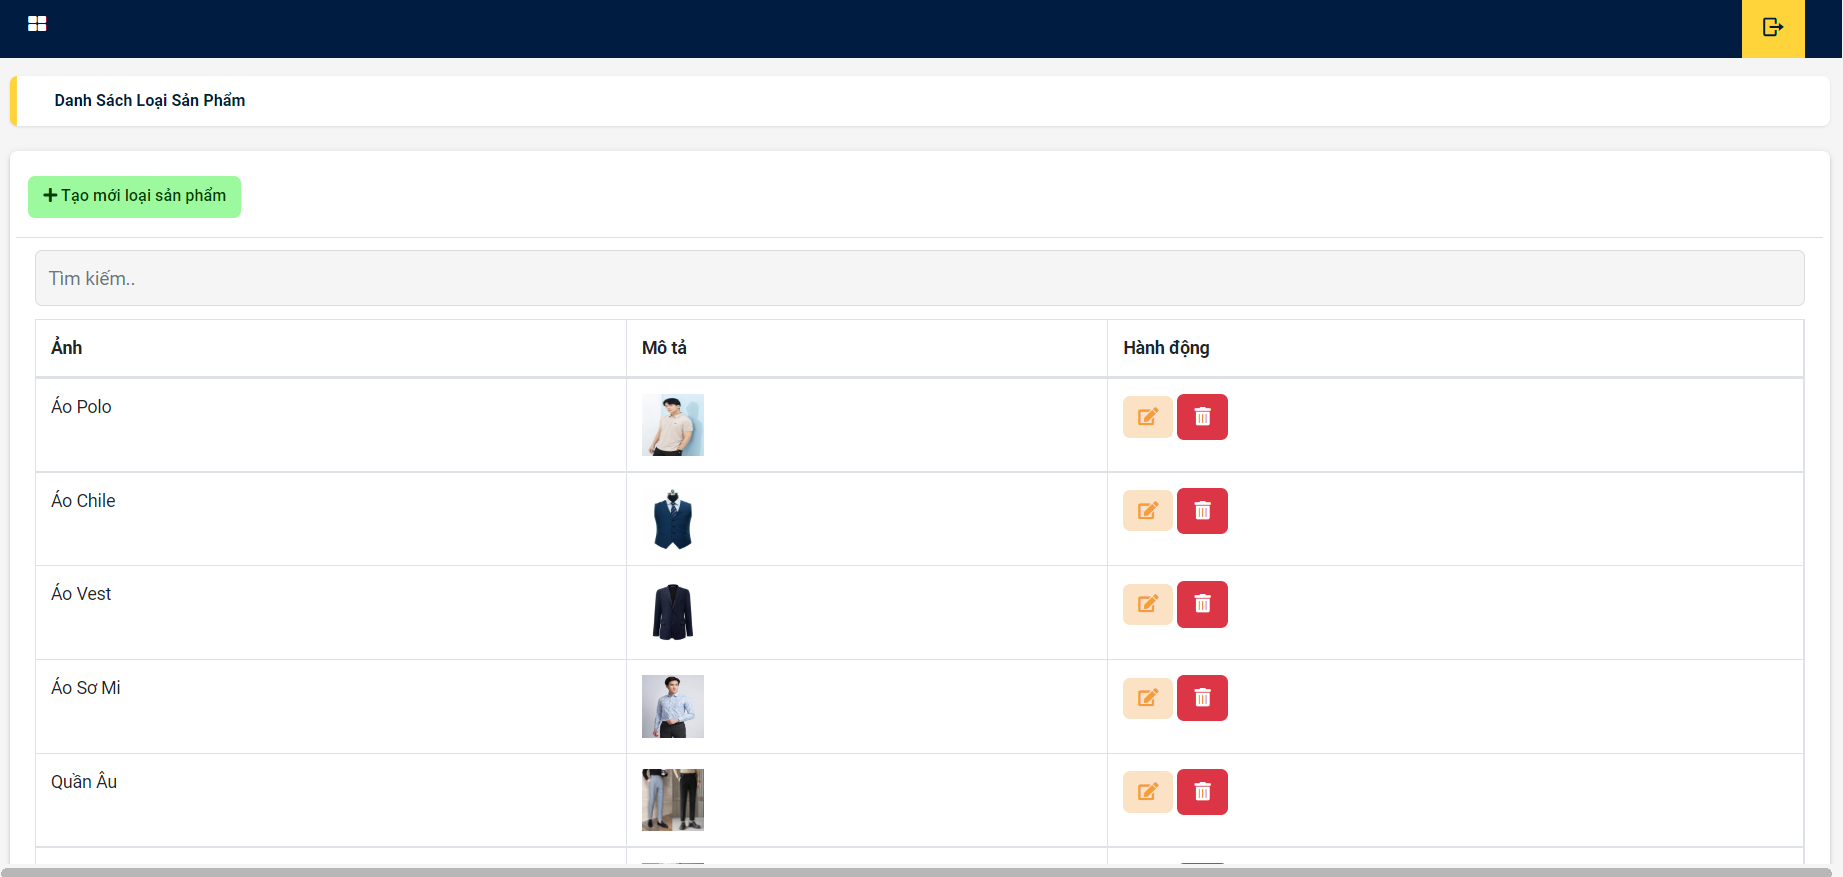 Danh Sách Loại Sản Phẩm
Tạo mới loại sản phẩm
Tìm kiếm..
Ảnh Mô tả Hành động
Áo Polo
Áo Chile
Áo Vest
Áo Sơ Mi
Quần Âu